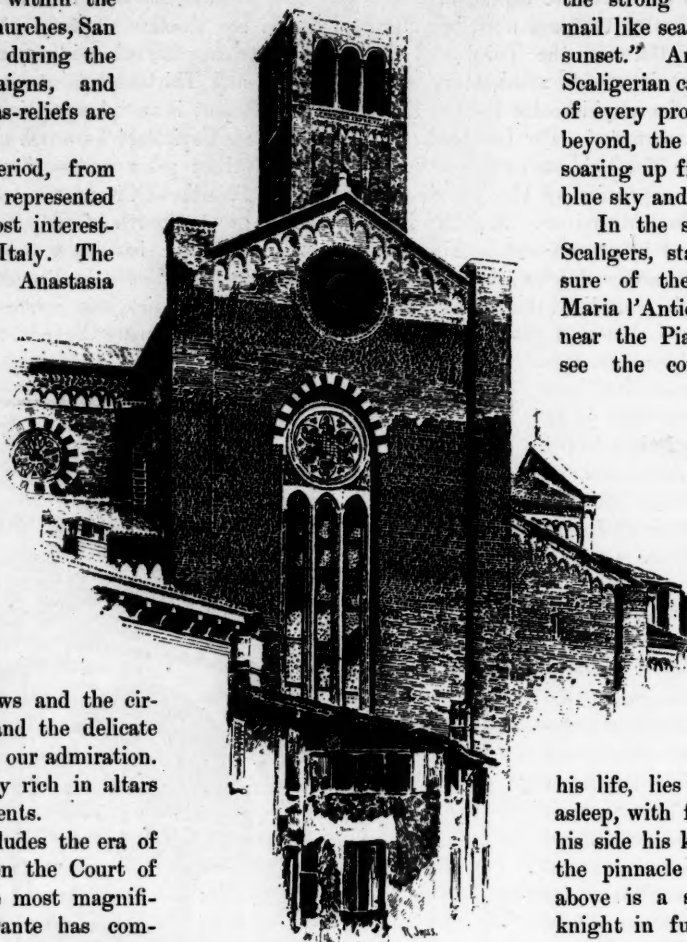 within the
hurches, San
during the
aigns, and
as-reliefs are
eriod, from
represented
ost interest-
Italy. The
Anastasia
ws and the cir-
and the delicate
our admiration.
y rich in altars
ents.
ludes the era of
en the Court of
e most magnifi-
ante has com-
the strong
mail like sea
sunset.” An
Scaligerian ca
of every pro
beyond, the
soaring up fr
blue sky and
In the s
Scaligers, sta
sure of the
Maria l’Antic
near the Pia
see the co
his life, lies
asleep, with f
his side his k
the pinnacle
above is a s
knight in fu
R. Jones.